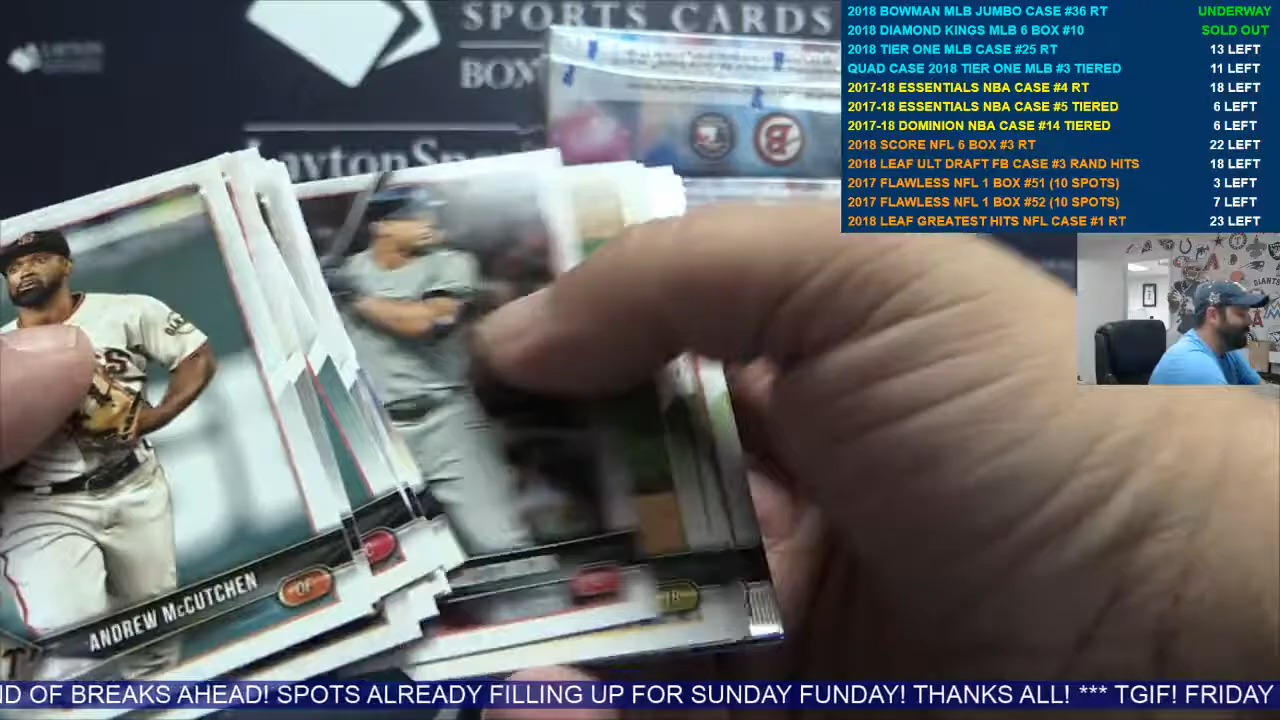 SPORTS CARDS
BOX
LaytonSpo
2018 BOWMAN MLB JUMBO CASE #36 RT UNDERWAY
2018 DIAMOND KINGS MLB 6 BOX #10 SOLD OUT
2018 TIER ONE MLB CASE #25 RT 13 LEFT
QUAD CASE 2018 TIER ONE MLB #3 TIERED 11 LEFT
2017-18 ESSENTIALS NBA CASE #4 RT 18 LEFT
2017-18 ESSENTIALS NBA CASE #5 TIERED 6 LEFT
2017-18 DOMINION NBA CASE #14 TIERED 6 LEFT
2018 SCORE NFL 6 BOX #3 RT 22 LEFT
2018 LEAF ULT DRAFT FB CASE #3 RAND HITS 18 LEFT
2017 FLAWLESS NFL 1 BOX #51 (10 SPOTS) 3 LEFT
2017 FLAWLESS NFL 1 BOX #52 (10 SPOTS) 7 LEFT
2018 LEAF GREATEST HITS NFL CASE #1 RT 23 LEFT
GIANTS
ANDREW McCUTCHEN OF
ND OF BREAKS AHEAD! SPOTS ALREADY FILLING UP FOR SUNDAY FUNDAY! THANKS ALL! *** TGIF! FRIDAY